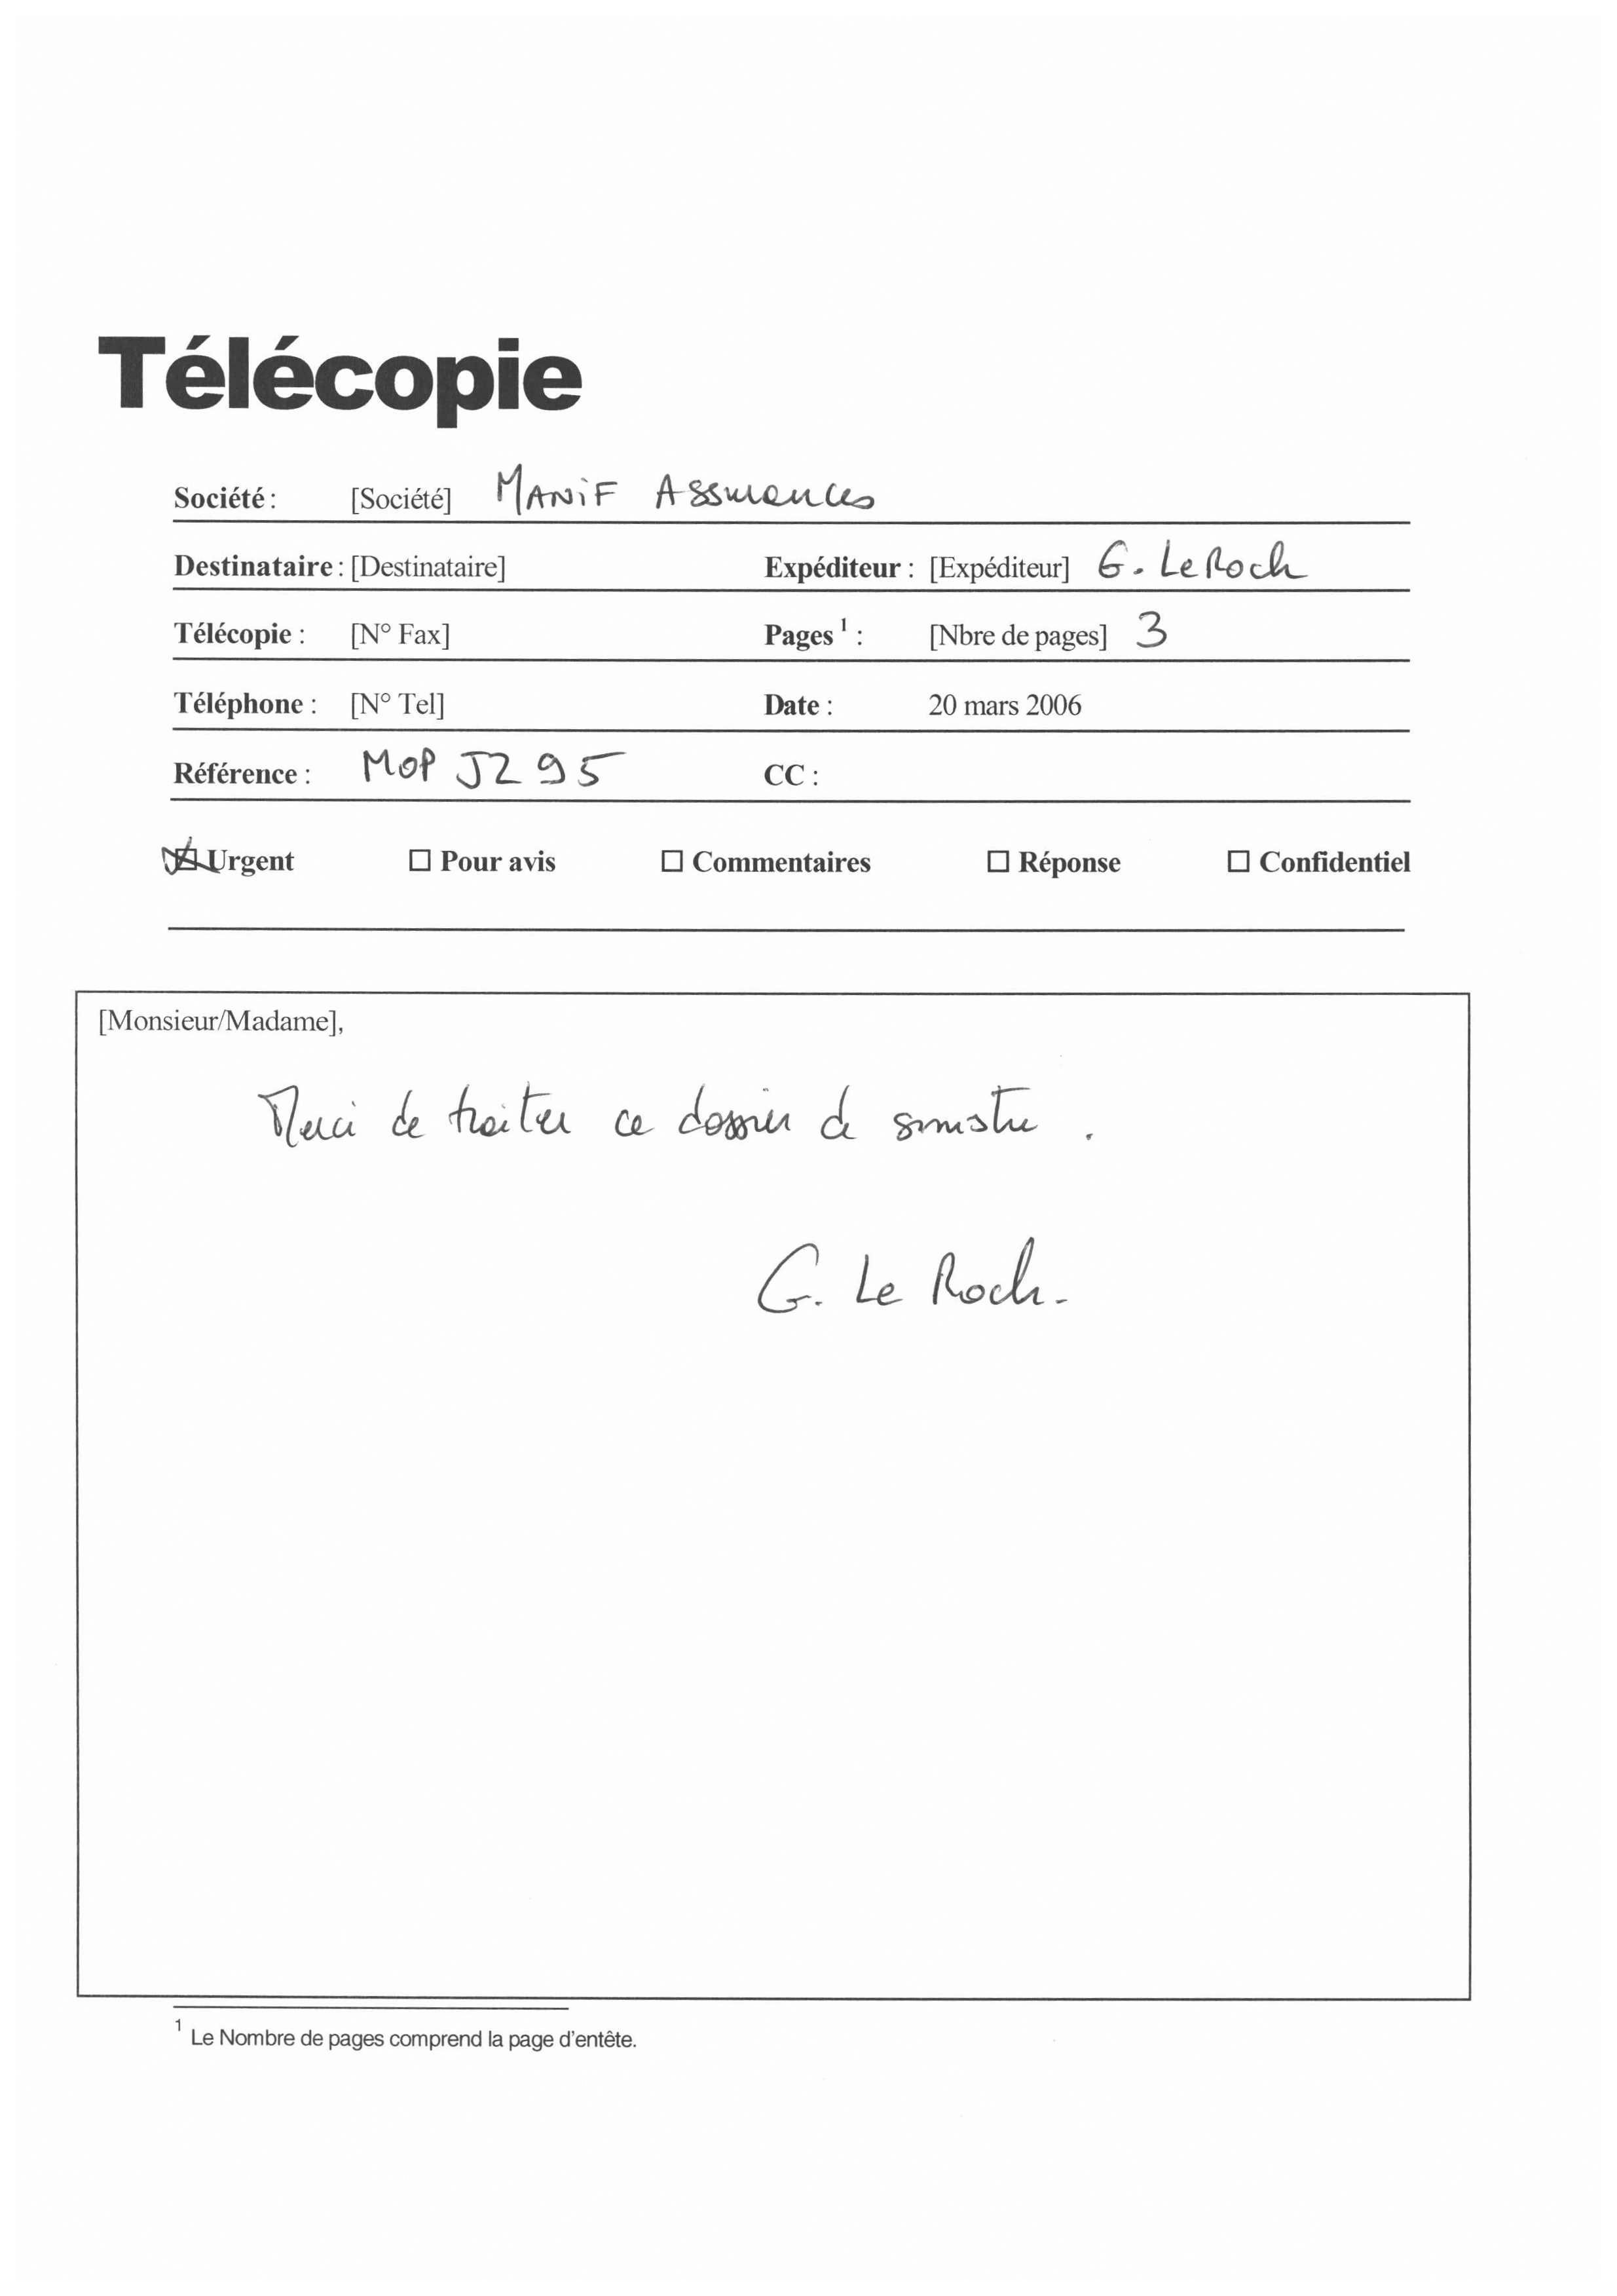 Télécopie
Société : [Société] MANiF Assurances
Destinataire : [Destinataire] Expéditeur : [Expéditeur] G. Le Roch
Télécopie : [N° Fax] Pages 1 : [Nbre de pages] 3
Téléphone : [N° Tel] Date : 20 mars 2006
Référence : MOP JZ 95 CC :
☒ Urgent ☐ Pour avis ☐ Commentaires ☐ Réponse ☐ Confidentiel
[Monsieur/Madame],
Merci de traiter ce dossier de sinistre .
G. Le Roch.
1 Le Nombre de pages comprend la page d'entête.